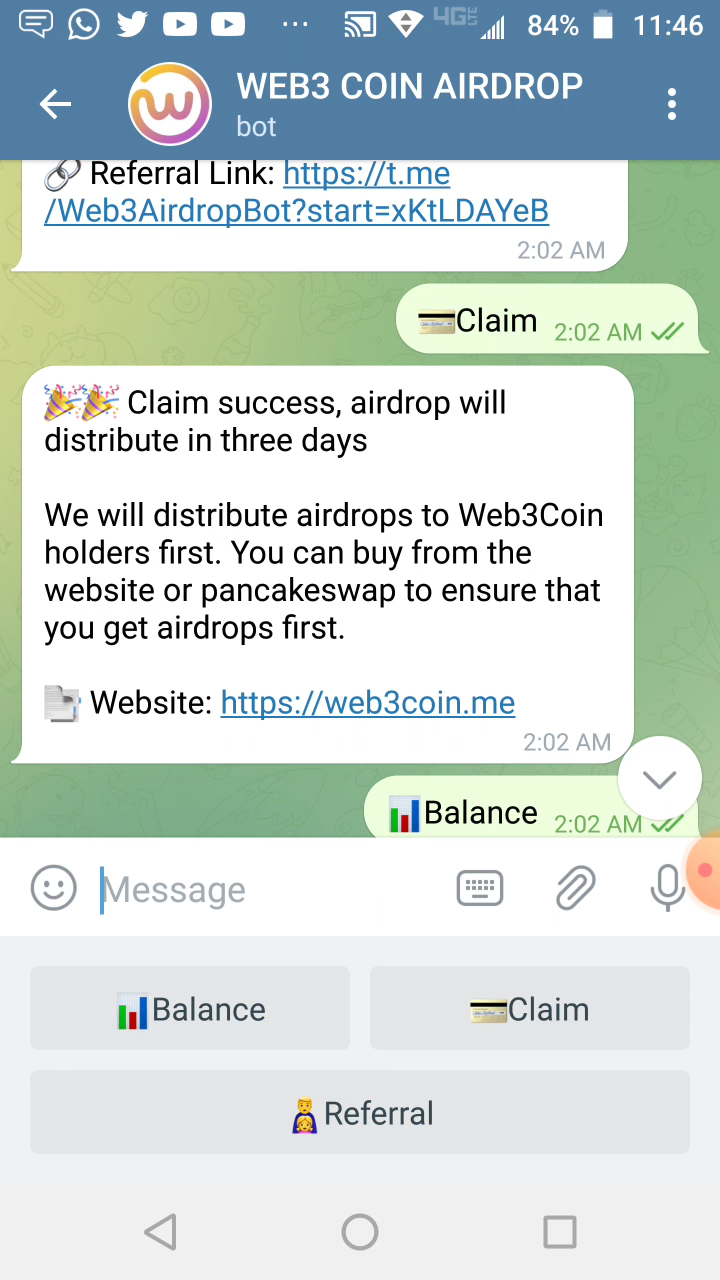 84% 11:46
WEB3 COIN AIRDROP
bot
Referral Link: https://t.me
/Web3AirdropBot?start=xKtLDAYeB
2:02 AM
Claim 2:02 AM
Claim success, airdrop will
distribute in three days
We will distribute airdrops to Web3Coin
holders first. You can buy from the
website or pancakeswap to ensure that
you get airdrops first.
Website: https://web3coin.me
2:02 AM
Balance 2:02 AM
Message
Balance Claim
Referral